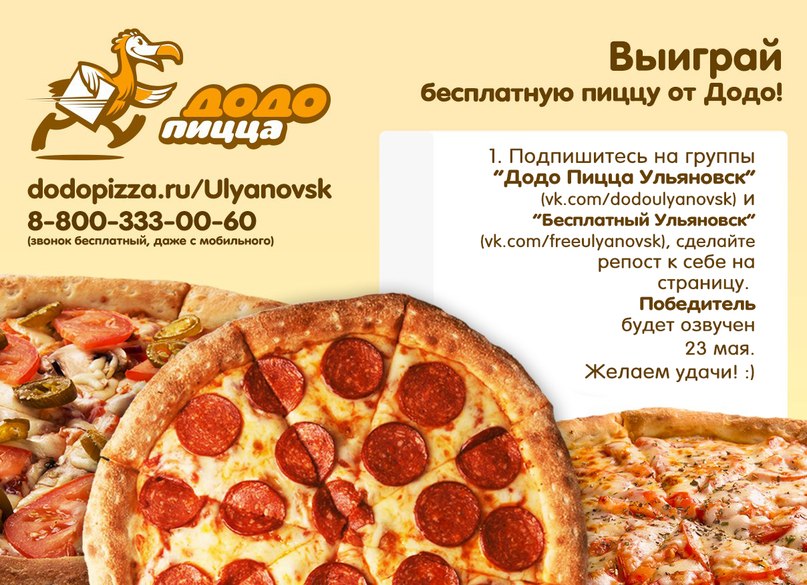 додо
пицца
dodopizza.ru/Ulyanovsk
8-800-333-00-60
(звонок бесплатный, даже с мобильного)
Выиграй
бесплатную пиццу от Додо!
1. Подпишитесь на группы
"Додо Пицца Ульяновск"
(vk.com/dodoulyanovsk) и
"Бесплатный Ульяновск"
(vk.com/freeulyanovsk), сделайте
репост к себе на
страницу.
Победитель
будет озвучен
23 мая.
Желаем удачи! :)